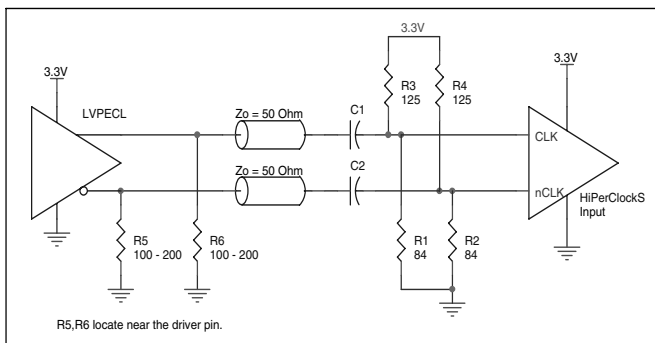 3.3V
3.3V
3.3V
R3
125
R4
125
LVPECL
Zo = 50 Ohm
C1
CLK
Zo = 50 Ohm
C2
nCLK
HiPerClockS
Input
R5
100 - 200
R6
100 - 200
R1
84
R2
84
R5,R6 locate near the driver pin.